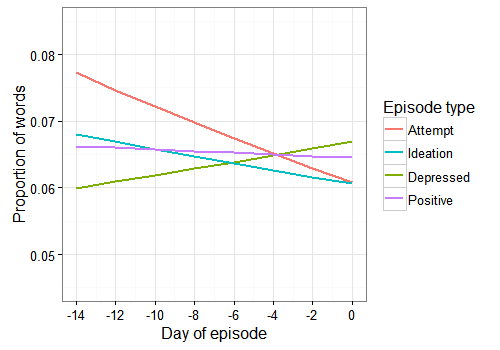 Proportion of words
0.08
0.07
0.06
0.05
-14 -12 -10 -8 -6 -4 -2 0
Day of episode
Episode type
Attempt
Ideation
Depressed
Positive